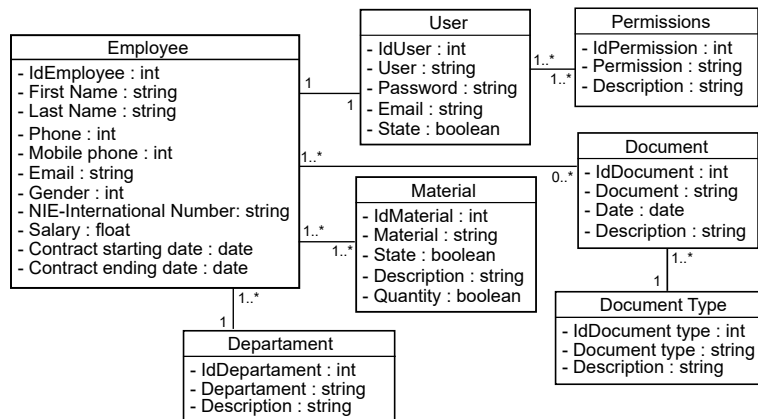 Employee
- IdEmployee : int
- First Name : string
- Last Name : string
- Phone : int
- Mobile phone : int
- Email : string
- Gender : int
- NIE-International Number: string
- Salary : float
- Contract starting date : date
- Contract ending date : date
1
1
User
- IdUser : int
- User : string
- Password : string
- Email : string
- State : boolean
1..*
1..*
Permissions
- IdPermission : int
- Permission : string
- Description : string
1..*
0..*
Document
- IdDocument : int
- Document : string
- Date : date
- Description : string
1..*
1..*
Material
- IdMaterial : int
- Material : string
- State : boolean
- Description : string
- Quantity : boolean
1..*
1
Document Type
- IdDocument type : int
- Document type : string
- Description : string
1..*
1
Departament
- IdDepartament : int
- Departament : string
- Description : string